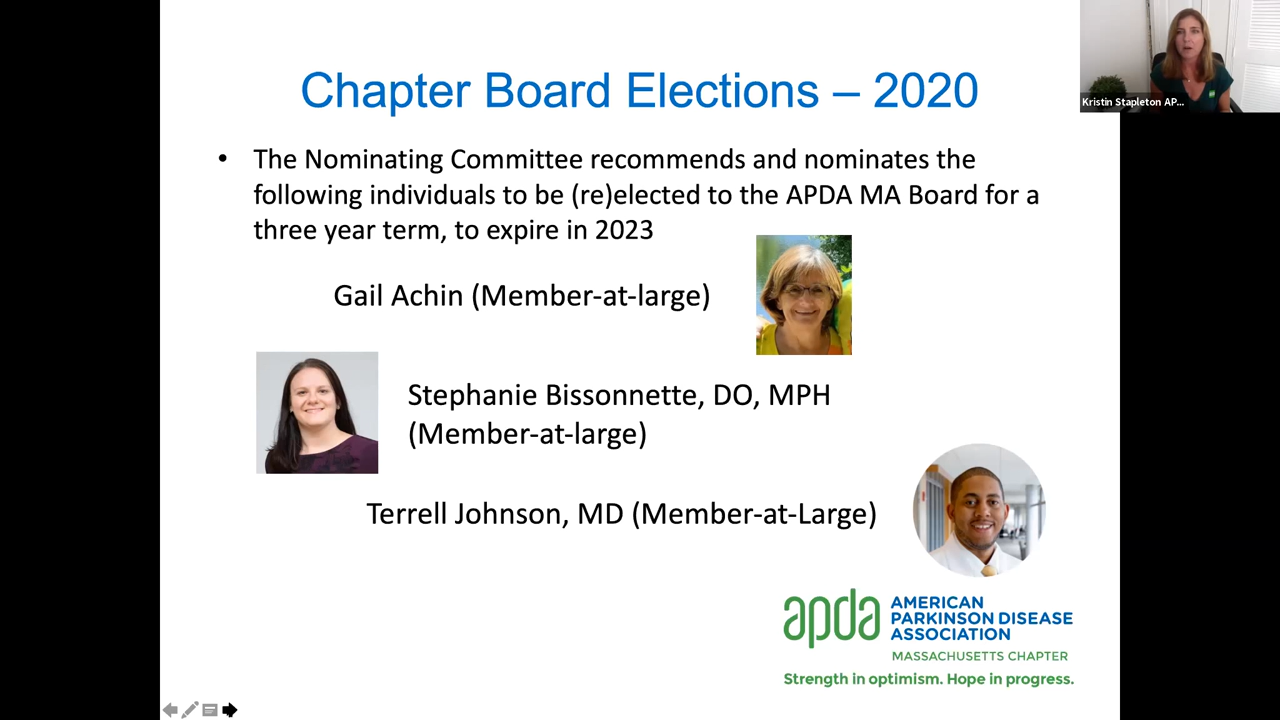 Chapter Board Elections – 2020
Kristin Stapleton AP...
• The Nominating Committee recommends and nominates the
following individuals to be (re)elected to the APDA MA Board for a
three year term, to expire in 2023
Gail Achin (Member-at-large)
Stephanie Bissonnette, DO, MPH
(Member-at-large)
Terrell Johnson, MD (Member-at-Large)
apda
AMERICAN
PARKINSON DISEASE
ASSOCIATION
MASSACHUSETTS CHAPTER
Strength in optimism. Hope in progress.